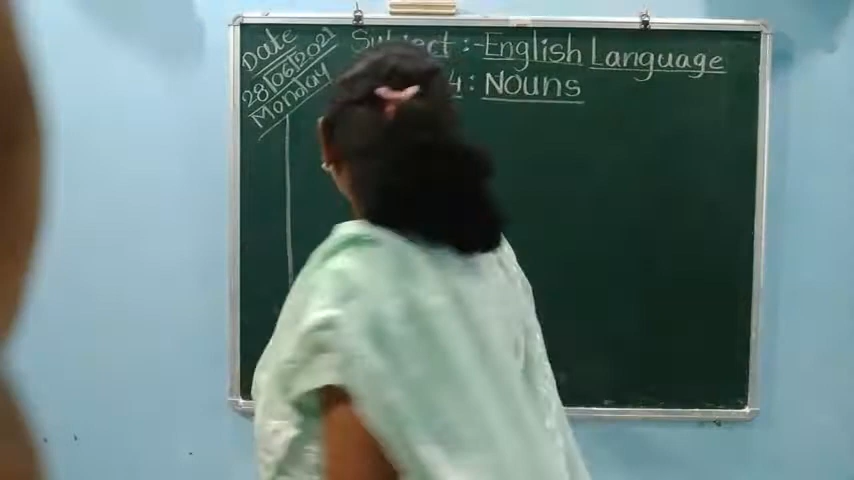 Date
28/06/2021
Monday
Subject :- English Language
4 : Nouns